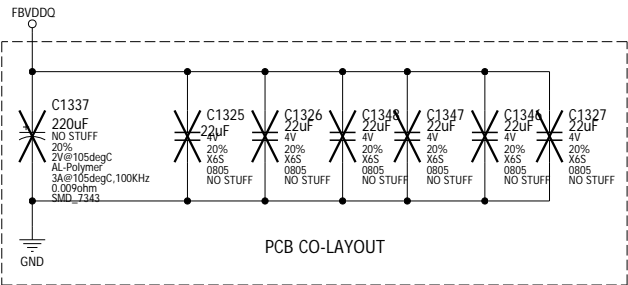 FBVDDQ
C1337
220uF
NO STUFF
20%
2V@105degC
AL-Polymer
3A@105degC,100KHz
0.009ohm
SMD_7343
C1325
22uF
4V
20%
X6S
0805
NO STUFF
C1326
22uF
4V
20%
X6S
0805
NO STUFF
C1348
22uF
4V
20%
X6S
0805
NO STUFF
C1347
22uF
4V
20%
X6S
0805
NO STUFF
C1346
22uF
4V
20%
X6S
0805
NO STUFF
C1327
22uF
4V
20%
X6S
0805
NO STUFF
GND
PCB CO-LAYOUT